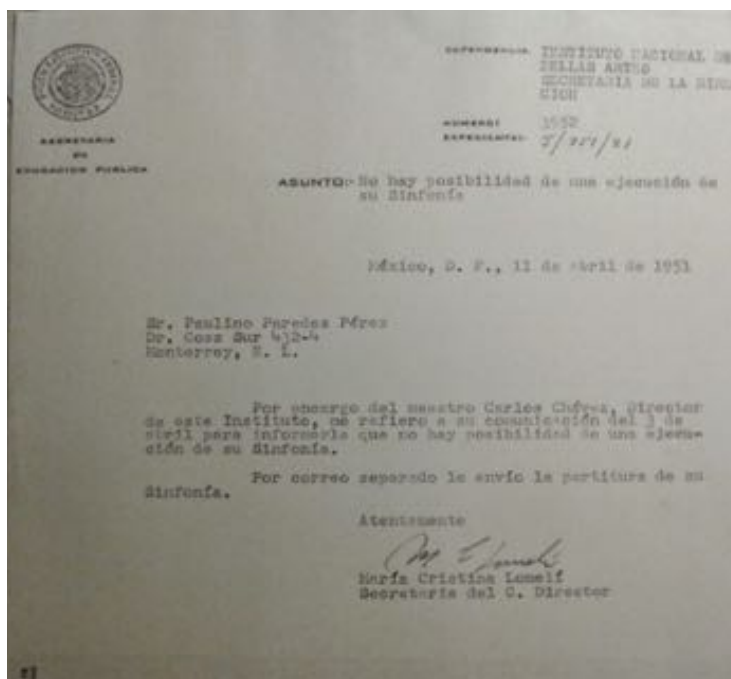 DEPENDENCIA INSTITUTO NACIONAL DE
BELLAS ARTES
SECRETARIA DE LA DIREC
CION
NUMERO: 3952
EXPEDIENTE:
SECRETARIA
DE
EDUCACION PUBLICA
ASUNTO: No hay posibilidad de una ejecución de
su Sinfonía
México, D. F., 11 de abril de 1951
Sr. Paulino Paredes Pérez
Dr. Coss Sur 432-4
Monterrey, N. L.
Por encargo del maestro Carlos Chávez, Director
de este Instituto, me refiero a su comunicación del 3 de
abril para informarle que no hay posibilidad de una ejecu-
ción de su Sinfonía.
Por correo separado le envío la partitura de su
Sinfonía.
Atentamente
María Cristina Lomelí
Secretaria del C. Director